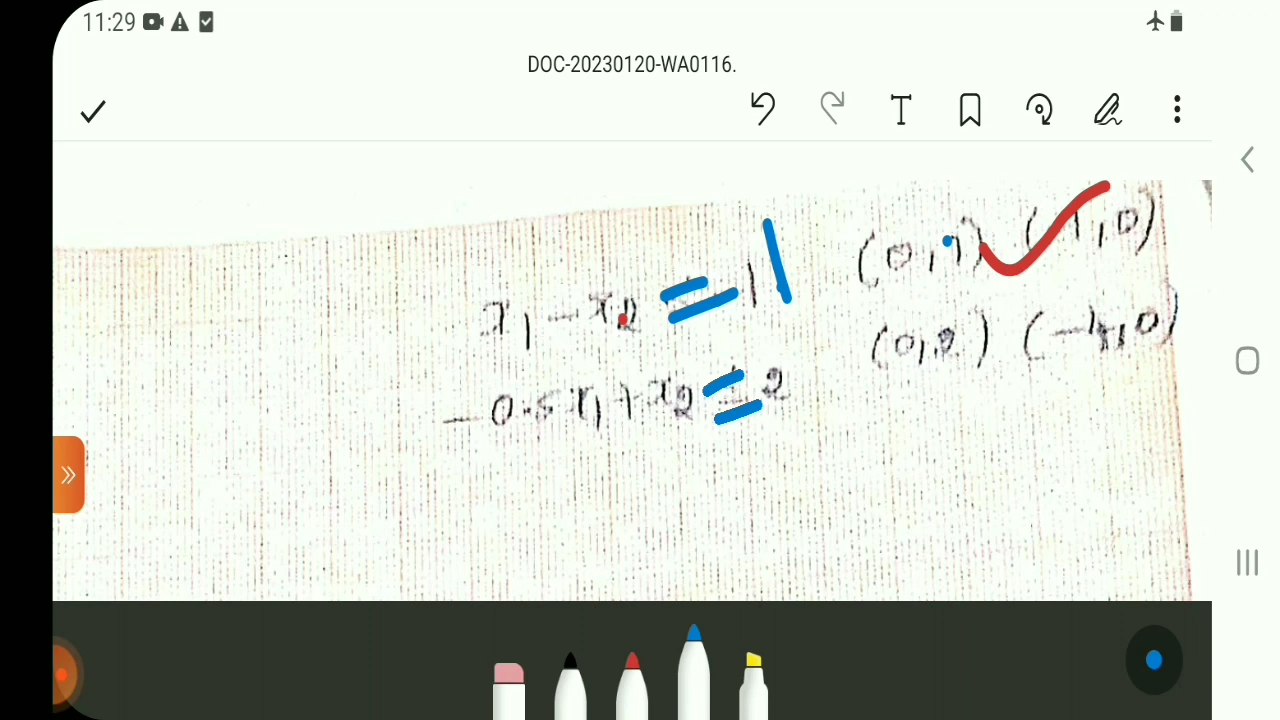 11:29
DOC-20230120-WA0116.
x₁ - x₂ = 1 (0,1) (1,0)
-0.5x₁ + x₂ = 2 (0,2) (-4,0)